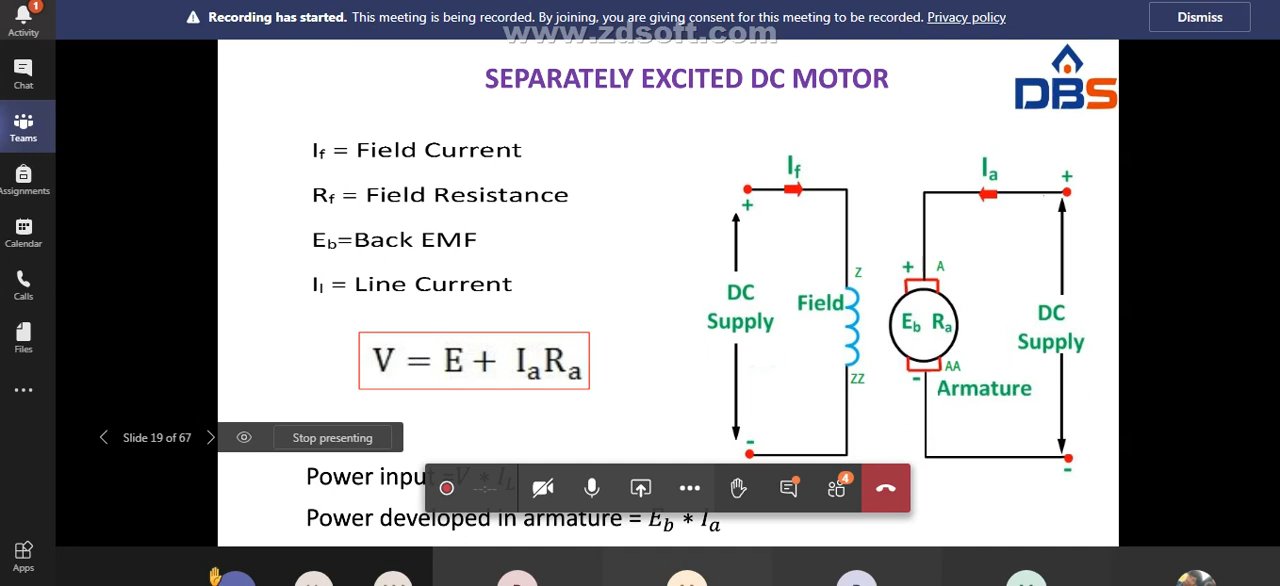 1
Activity
Recording has started. This meeting is being recorded. By joining, you are giving consent for this meeting to be recorded. Privacy policy
Dismiss
www.zdsoft.com
Chat
Teams
Assignments
Calendar
Calls
Files
Apps
SEPARATELY EXCITED DC MOTOR
DBS
If = Field Current
Rf = Field Resistance
Eb=Back EMF
Il = Line Current
V = E + IaRa
If
Ia
+
+
Z
+ A
DC Supply
Field
Eb Ra
DC Supply
ZZ
- AA
Armature
-
-
Slide 19 of 67
Stop presenting
Power input = V * IL
4
Power developed in armature = Eb * Ia